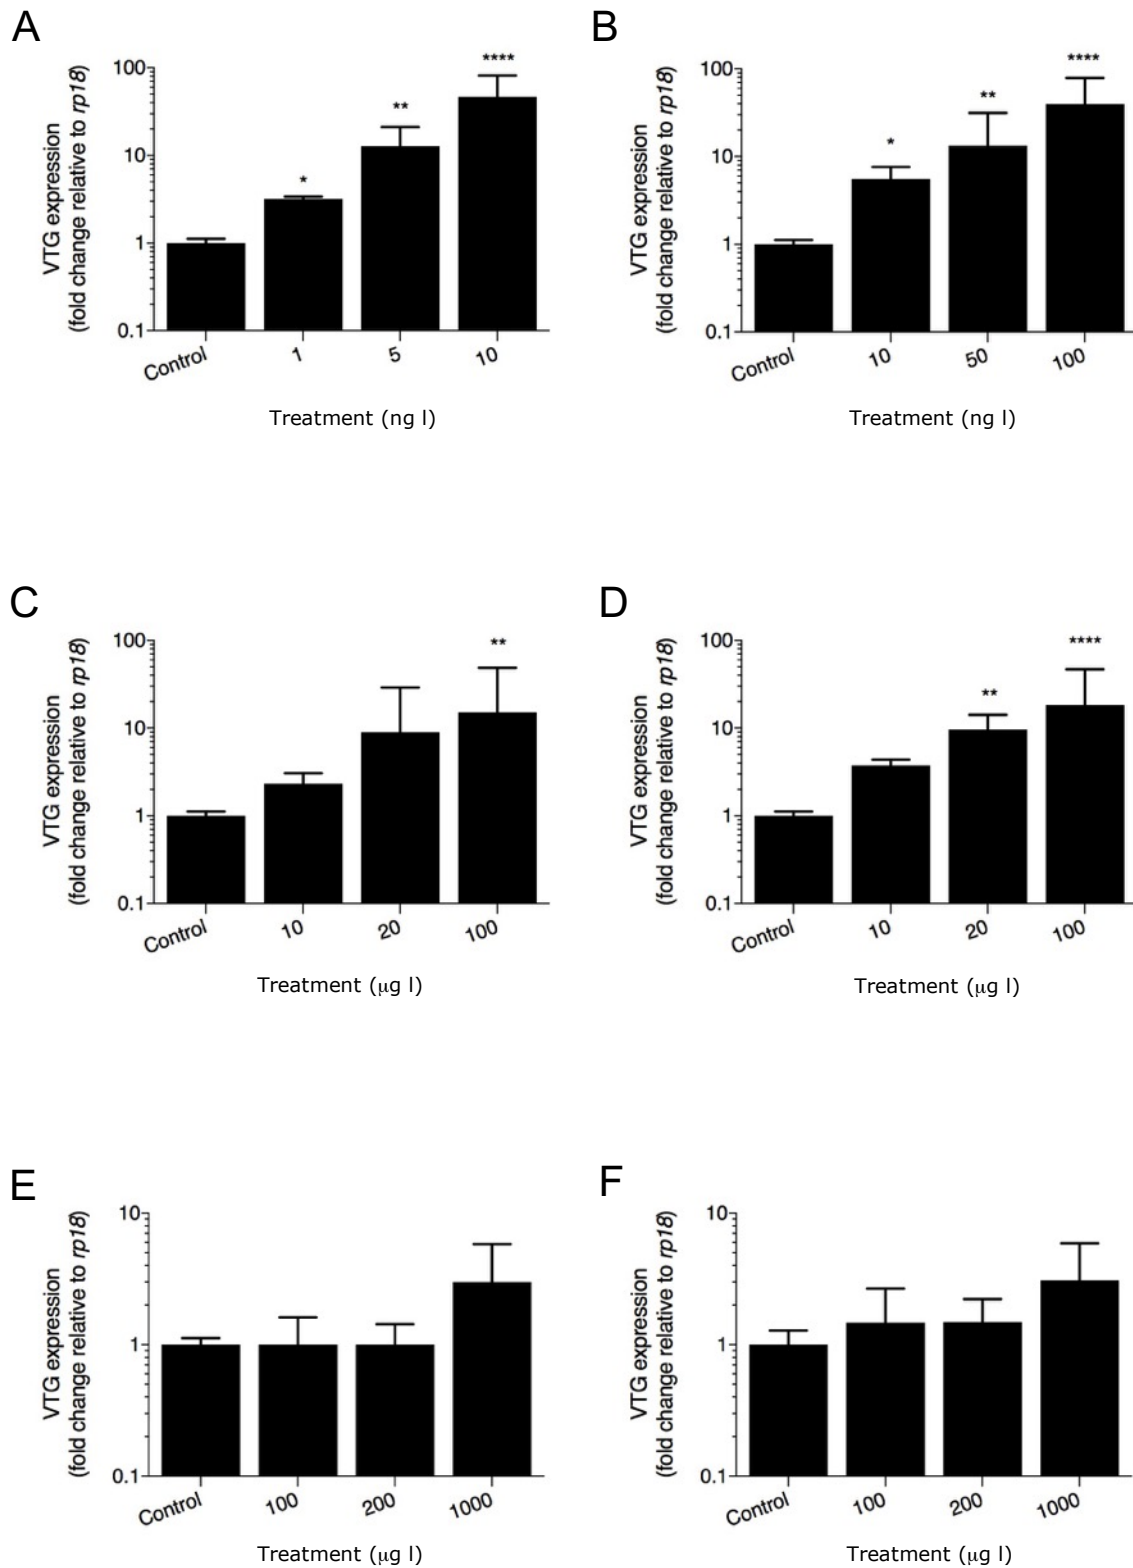 A
VTG expression
(fold change relative to rp18)
100
10
1
0.1
* ** ****
Control 1 5 10
Treatment (ng l)
B
VTG expression
(fold change relative to rp18)
100
10
1
0.1
* ** ****
Control 10 50 100
Treatment (ng l)
C
VTG expression
(fold change relative to rp18)
100
10
1
0.1
**
Control 10 20 100
Treatment (μg l)
D
VTG expression
(fold change relative to rp18)
100
10
1
0.1
** ****
Control 10 20 100
Treatment (μg l)
E
VTG expression
(fold change relative to rp18)
10
1
0.1
Control 100 200 1000
Treatment (μg l)
F
VTG expression
(fold change relative to rp18)
10
1
0.1
Control 100 200 1000
Treatment (μg l)